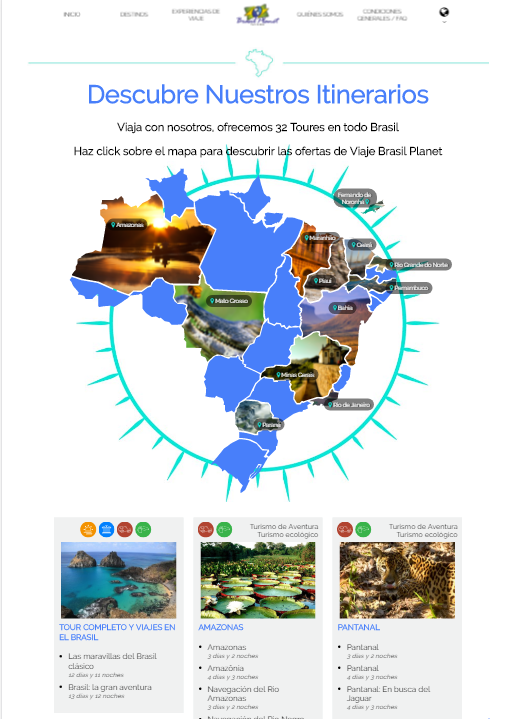 INICIO
DESTINOS
EXPERIENCIAS DE
VIAJE
Brasil Planet
QUIÉNES SOMOS
CONDICIONES
GENERALES / FAQ
Descubre Nuestros Itinerarios
Viaja con nosotros, ofrecemos 32 Toures en todo Brasil
Haz click sobre el mapa para descubrir las ofertas de Viaje Brasil Planet
Fernando de
Noronha
Amazonas
Maranhão
Ceará
Rio Grande do Norte
Piauí
Pernambuco
Mato Grosso
Bahia
Minas Gerais
Rio de Janeiro
Paraná
Turismo de Aventura
Turismo ecológico
Turismo de Aventura
Turismo ecológico
TOUR COMPLETO Y VIAJES EN
EL BRASIL
Las maravillas del Brasil
clásico
12 días y 11 noches
Brasil: la gran aventura
13 días y 12 noches
AMAZONAS
Amazonas
3 días y 2 noches
Amazônia
4 días y 3 noches
Navegación del Rio
Amazonas
3 días y 2 noches
Navegación del Rio Negro
PANTANAL
Pantanal
3 días y 2 noches
Pantanal
4 días y 3 noches
Pantanal: En busca del
Jaguar
4 días y 3 noches